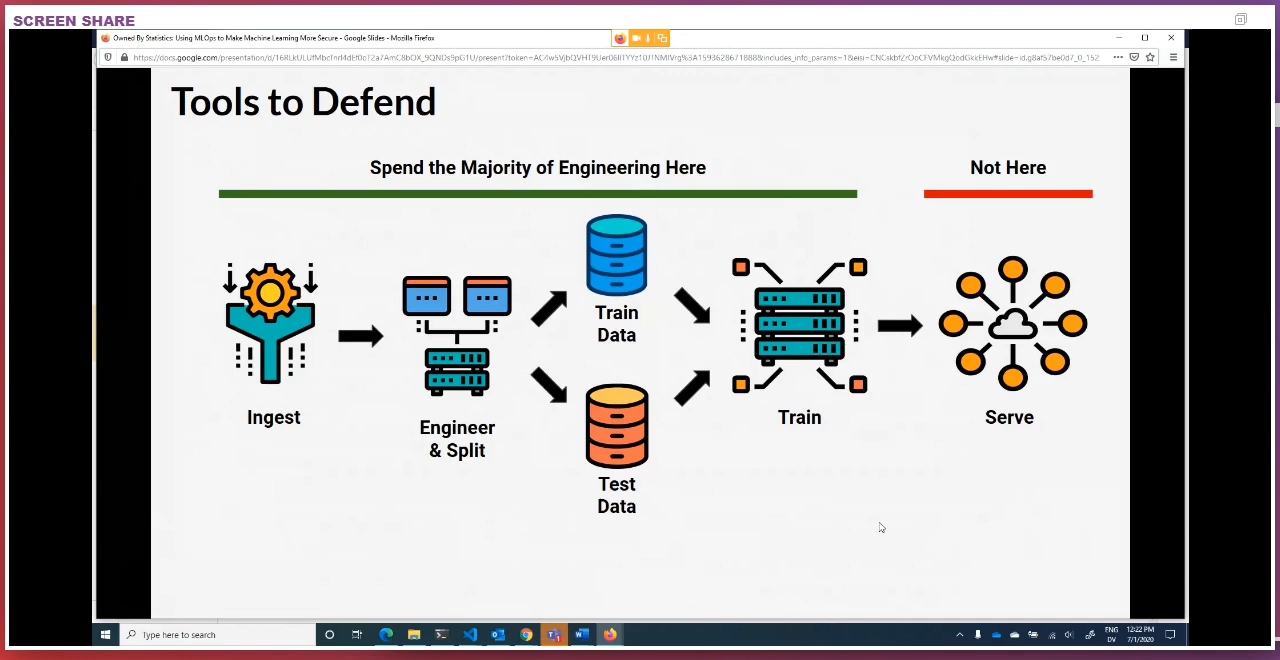 SCREEN SHARE
Owned By Statistics: Using MLOps to Make Machine Learning More Secure - Google Slides - Mozilla Firefox
Tools to Defend
Spend the Majority of Engineering Here
Not Here
Ingest
Engineer
& Split
Train
Data
Test
Data
Train
Serve
Type here to search
ENG
DV
12:22 PM
7/1/2020